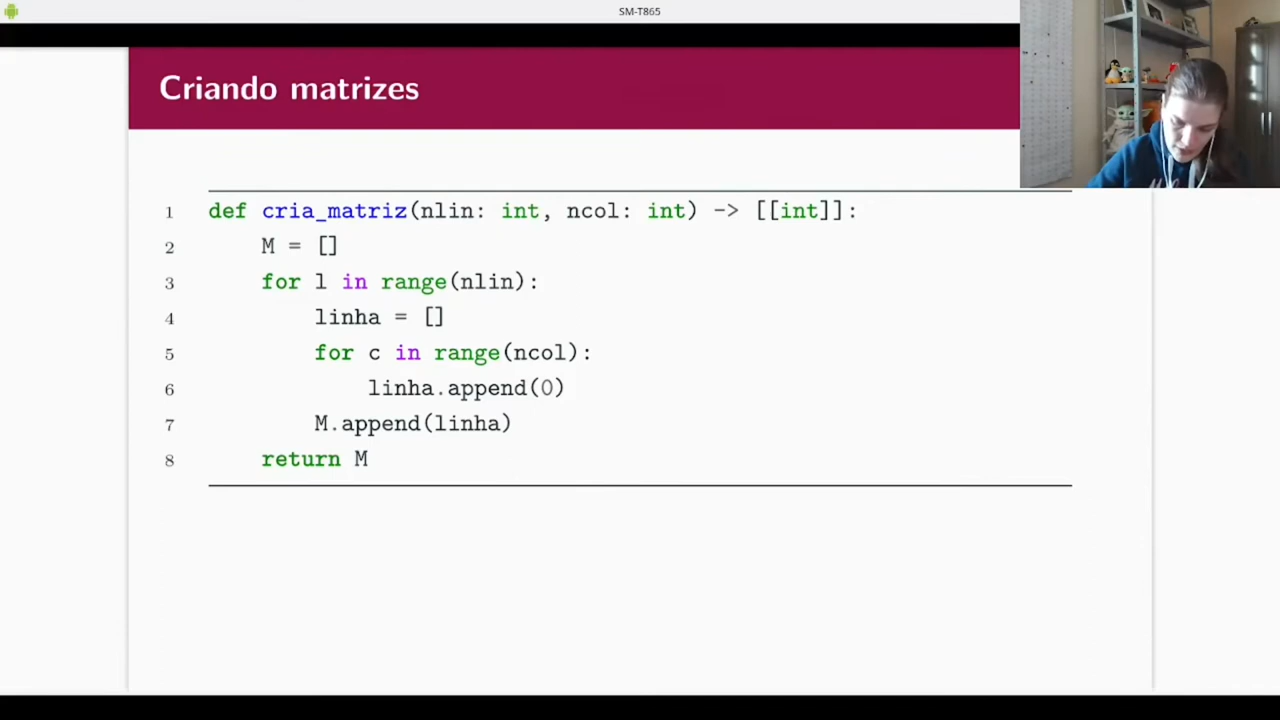 SM-T865
Criando matrizes
1 def cria_matriz(nlin: int, ncol: int) -> [[int]]:
2     M = []
3     for l in range(nlin):
4         linha = []
5         for c in range(ncol):
6             linha.append(0)
7         M.append(linha)
8     return M